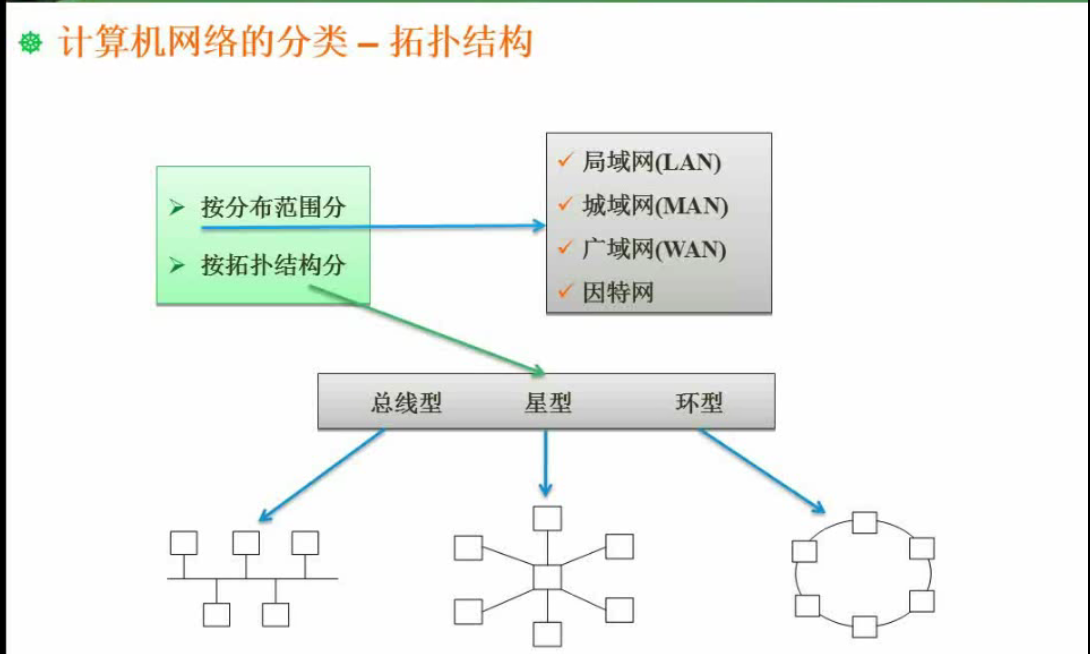 计算机网络的分类 – 拓扑结构
按分布范围分
按拓扑结构分
局域网(LAN)
城域网(MAN)
广域网(WAN)
因特网
总线型 星型 环型